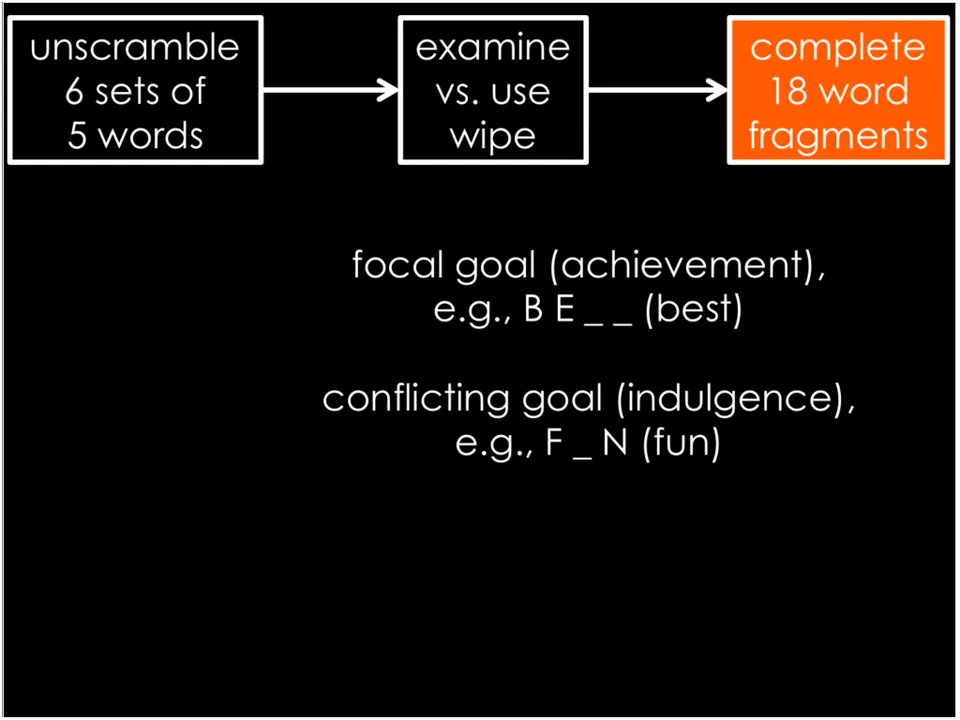 unscramble
6 sets of
5 words
examine
vs. use
wipe
complete
18 word
fragments
focal goal (achievement),
e.g., B E _ _ (best)
conflicting goal (indulgence),
e.g., F _ N (fun)